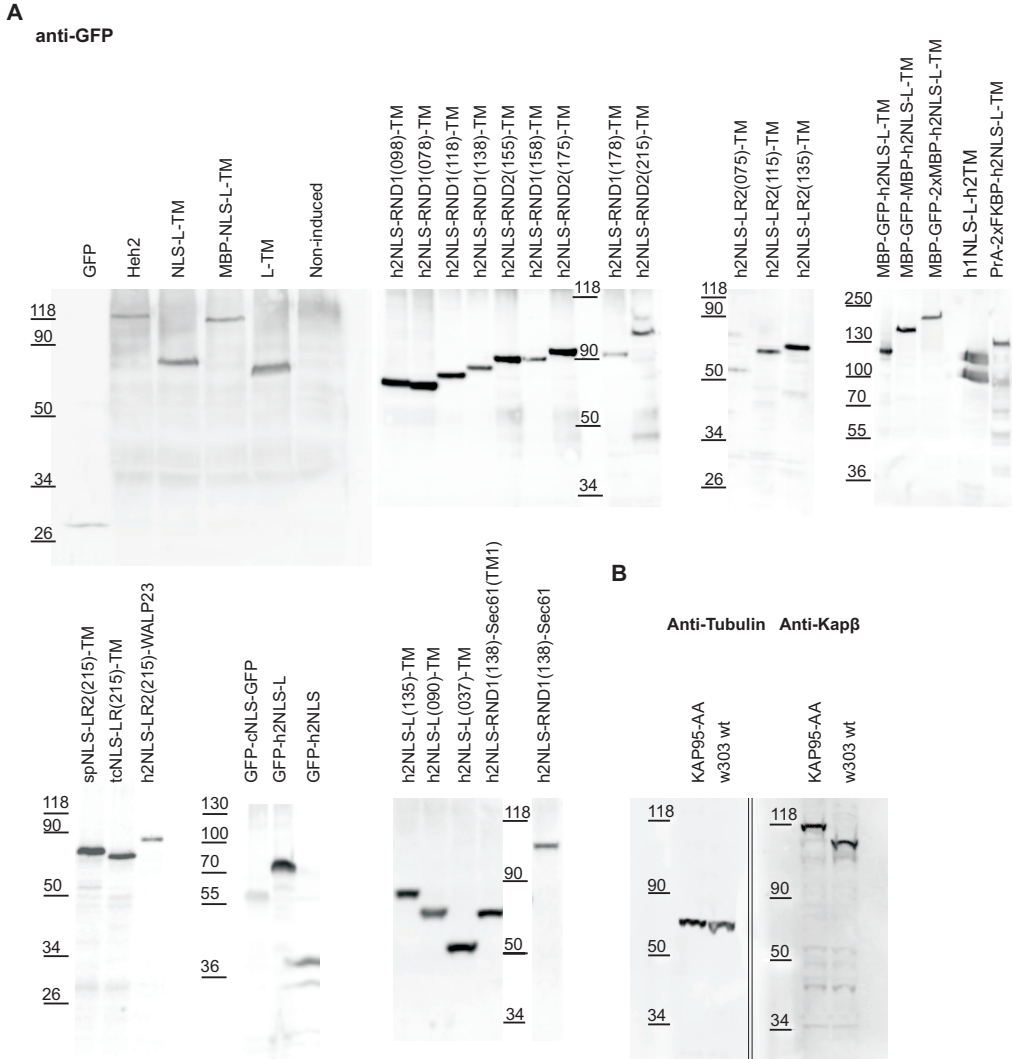 A
anti-GFP
GFP
Heh2
NLS-L-TM
MBP-NLS-L-TM
L-TM
Non-induced
118
90
50
34
26
h2NLS-RND1(098)-TM
h2NLS-RND1(078)-TM
h2NLS-RND1(118)-TM
h2NLS-RND1(138)-TM
h2NLS-RND2(155)-TM
h2NLS-RND1(158)-TM
h2NLS-RND2(175)-TM
h2NLS-RND1(178)-TM
h2NLS-RND2(215)-TM
118
90
50
34
h2NLS-LR2(075)-TM
h2NLS-LR2(115)-TM
h2NLS-LR2(135)-TM
118
90
50
34
26
MBP-GFP-h2NLS-L-TM
MBP-GFP-MBP-h2NLS-L-TM
MBP-GFP-2xMBP-h2NLS-L-TM
h1NLS-L-h2TM
PrA-2xFKBP-h2NLS-L-TM
250
130
100
70
55
36
spNLS-LR2(215)-TM
tcNLS-LR(215)-TM
h2NLS-LR2(215)-WALP23
118
90
50
34
26
GFP-cNLS-GFP
GFP-h2NLS-L
GFP-h2NLS
130
100
70
55
36
h2NLS-L(135)-TM
h2NLS-L(090)-TM
h2NLS-L(037)-TM
h2NLS-RND1(138)-Sec61(TM1)
h2NLS-RND1(138)-Sec61
118
90
50
34
B
Anti-Tubulin Anti-Kapβ
KAP95-AA
w303 wt
118
90
50
34
KAP95-AA
w303 wt
118
90
50
34